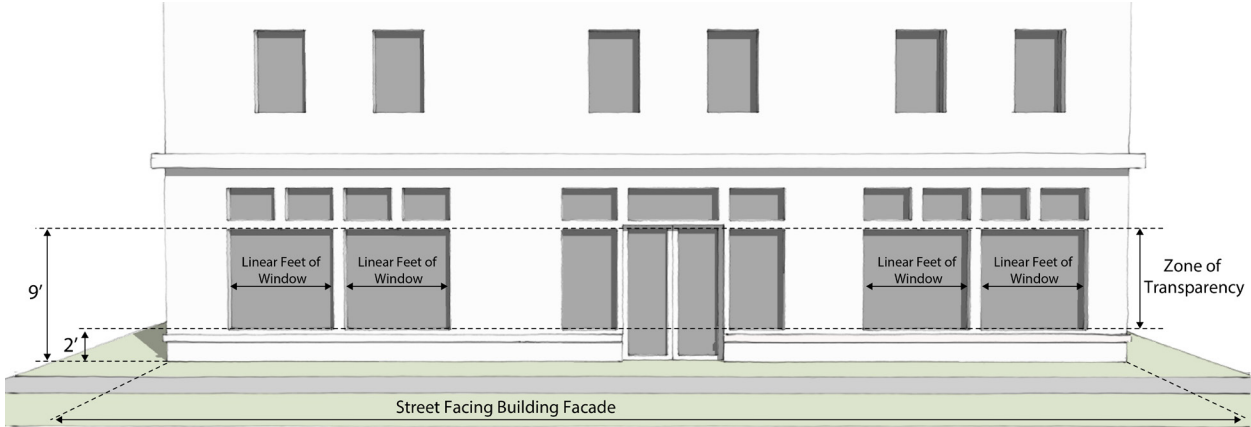 Linear Feet of
Window
Linear Feet of
Window
Linear Feet of
Window
Linear Feet of
Window
Zone of
Transparency
9’
2’
Street Facing Building Facade